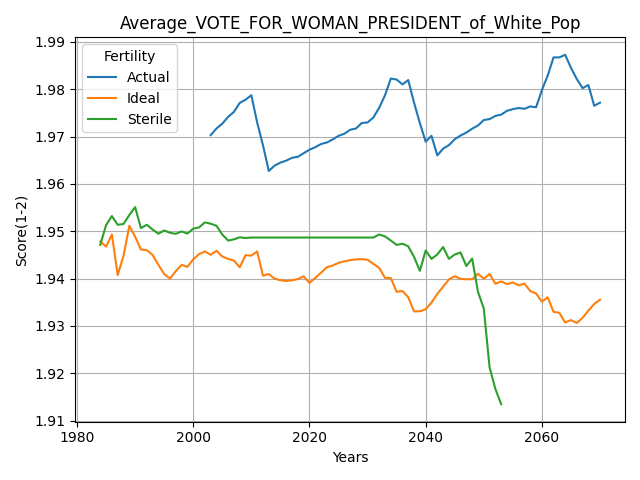 Average_VOTE_FOR_WOMAN_PRESIDENT_of_White_Pop
Fertility
Actual
Ideal
Sterile
Score(1-2)
1.99
1.98
1.97
1.96
1.95
1.94
1.93
1.92
1.91
1980 2000 2020 2040 2060
Years